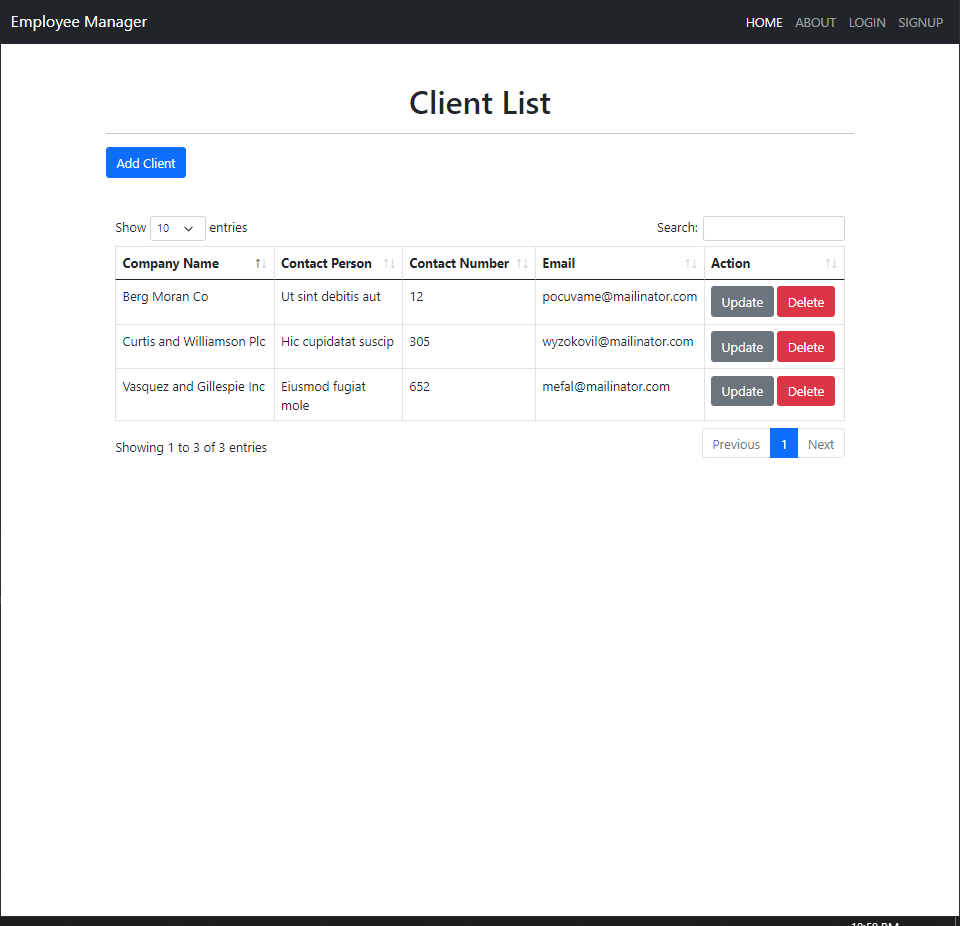 Employee Manager HOME ABOUT LOGIN SIGNUP
Client List
Add Client
Show 10 entries Search:
Company Name Contact Person Contact Number Email Action
Berg Moran Co Ut sint debitis aut 12 pocuvame@mailinator.com Update Delete
Curtis and Williamson Plc Hic cupidatat suscip 305 wyzokovil@mailinator.com Update Delete
Vasquez and Gillespie Inc Eiusmod fugiat 652 mefal@mailinator.com Update Delete
mole
Showing 1 to 3 of 3 entries Previous 1 Next